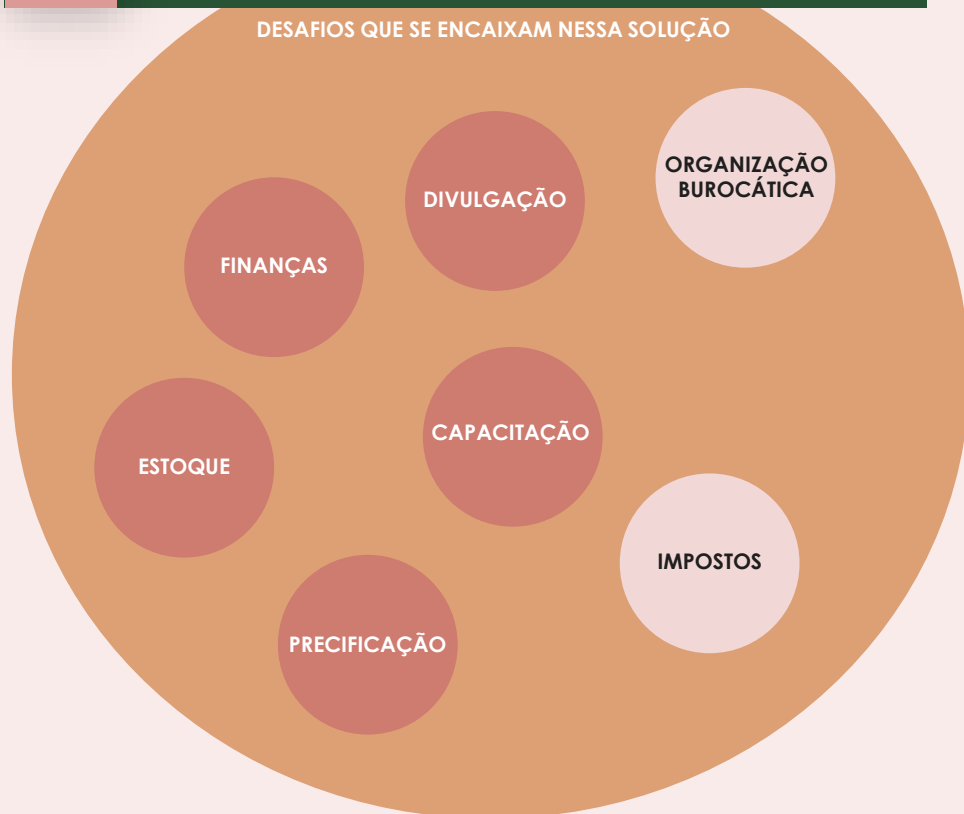 DESAFIOS QUE SE ENCAIXAM NESSA SOLUÇÃO
ORGANIZAÇÃO
BUROCÁTICA
DIVULGAÇÃO
FINANÇAS
CAPACITAÇÃO
ESTOQUE
IMPOSTOS
PRECIFICAÇÃO